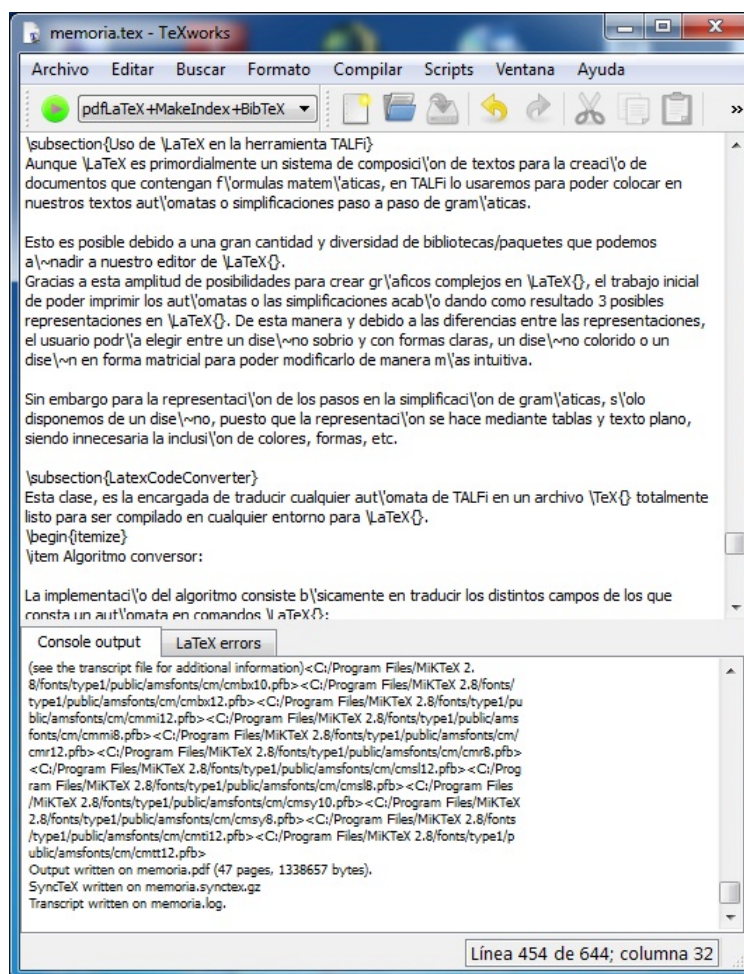 memoria.tex - TeXworks
Archivo Editar Buscar Formato Compilar Scripts Ventana Ayuda
pdfLaTeX+MakeIndex+BibTeX
»
\subsection{Uso de \LaTeX en la herramienta TALFi}
Aunque \LaTeX es primordialmente un sistema de composici\'on de textos para la creaci\'o de
documentos que contengan f\'ormulas matem\'aticas, en TALFi lo usaremos para poder colocar en
nuestros textos aut\'omatas o simplificaciones paso a paso de gram\'aticas.
Esto es posible debido a una gran cantidad y diversidad de bibliotecas/paquetes que podemos
a\~nadir a nuestro editor de \LaTeX{}.
Gracias a esta amplitud de posibilidades para crear gr\'aficos complejos en \LaTeX{}, el trabajo inicial
de poder imprimir los aut\'omatas o las simplificaciones acab\'o dando como resultado 3 posibles
representaciones en \LaTeX{}. De esta manera y debido a las diferencias entre las representaciones,
el usuario podr\'a elegir entre un dise\~no sobrio y con formas claras, un dise\~no colorido o un
dise\~n en forma matricial para poder modificarlo de manera m\'as intuitiva.
Sin embargo para la representaci\'on de los pasos en la simplificaci\'on de gram\'aticas, s\'olo
disponemos de un dise\~no, puesto que la representaci\'on se hace mediante tablas y texto plano,
siendo innecesaria la inclusi\'on de colores, formas, etc.
\subsection{LatexCodeConverter}
Esta clase, es la encargada de traducir cualquier aut\'omata de TALFi en un archivo \TeX{} totalmente
listo para ser compilado en cualquier entorno para \LaTeX{}.
\begin{itemize}
\item Algoritmo conversor:
La implementaci\'o del algoritmo consiste b\'sicamente en traducir los distintos campos de los que
consta un aut\'omata en comandos \LaTeX{}:
Console output LaTeX errors
(see the transcript file for additional information)<C:/Program Files/MiKTeX 2.
8/fonts/type1/public/amsfonts/cm/cmbx10.pfb><C:/Program Files/MiKTeX 2.8/fonts/
type1/public/amsfonts/cm/cmbx12.pfb><C:/Program Files/MiKTeX 2.8/fonts/type1/pu
blic/amsfonts/cm/cmmi12.pfb><C:/Program Files/MiKTeX 2.8/fonts/type1/public/ams
fonts/cm/cmmi8.pfb><C:/Program Files/MiKTeX 2.8/fonts/type1/public/amsfonts/cm/
cmr12.pfb><C:/Program Files/MiKTeX 2.8/fonts/type1/public/amsfonts/cm/cmr8.pfb>
<C:/Program Files/MiKTeX 2.8/fonts/type1/public/amsfonts/cm/cmsl12.pfb><C:/Prog
ram Files/MiKTeX 2.8/fonts/type1/public/amsfonts/cm/cmsl8.pfb><C:/Program Files
/MiKTeX 2.8/fonts/type1/public/amsfonts/cm/cmsy10.pfb><C:/Program Files/MiKTeX
2.8/fonts/type1/public/amsfonts/cm/cmsy8.pfb><C:/Program Files/MiKTeX 2.8/fonts
/type1/public/amsfonts/cm/cmti12.pfb><C:/Program Files/MiKTeX 2.8/fonts/type1/p
ublic/amsfonts/cm/cmtt12.pfb>
Output written on memoria.pdf (47 pages, 1338657 bytes).
SyncTeX written on memoria.synctex.gz
Transcript written on memoria.log.
Línea 454 de 644; columna 32